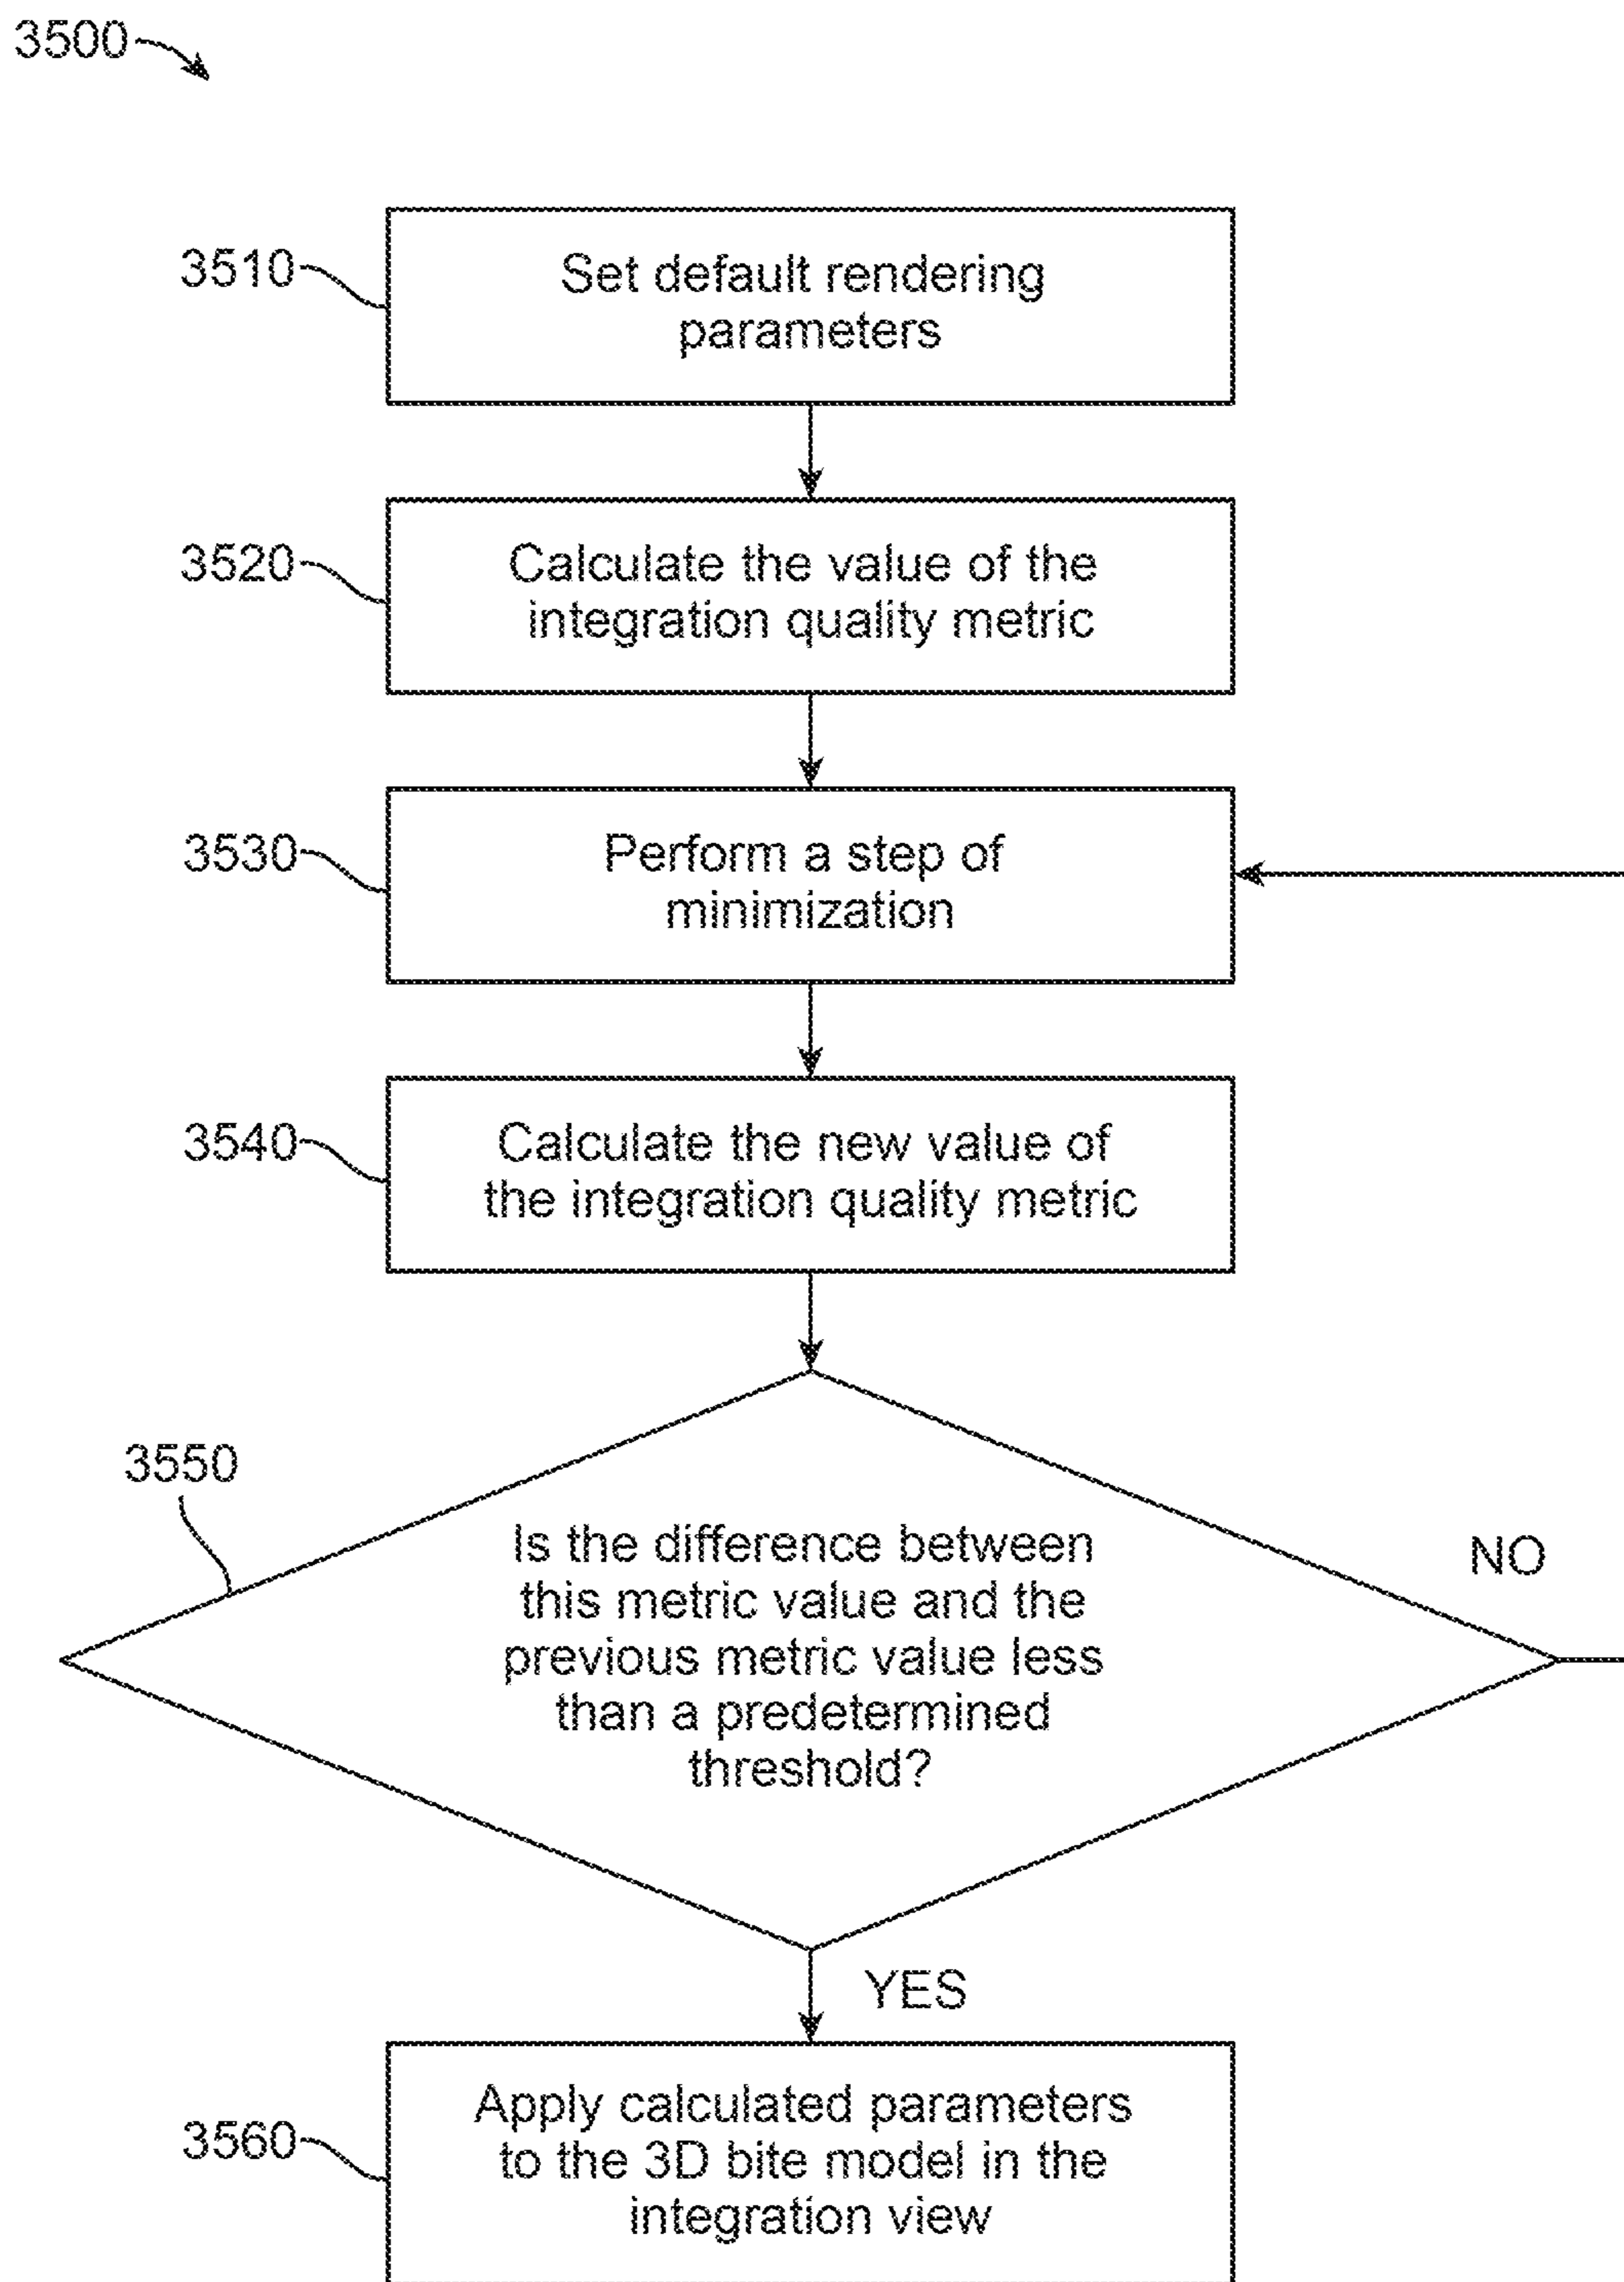 3500
3510
Set default rendering
parameters
3520
Calculate the value of the
integration quality metric
3530
Perform a step of
minimization
3540
Calculate the new value of
the integration quality metric
3550
Is the difference between
this metric value and the
previous metric value less
than a predetermined
threshold?
NO
YES
3560
Apply calculated parameters
to the 3D bite model in the
integration view